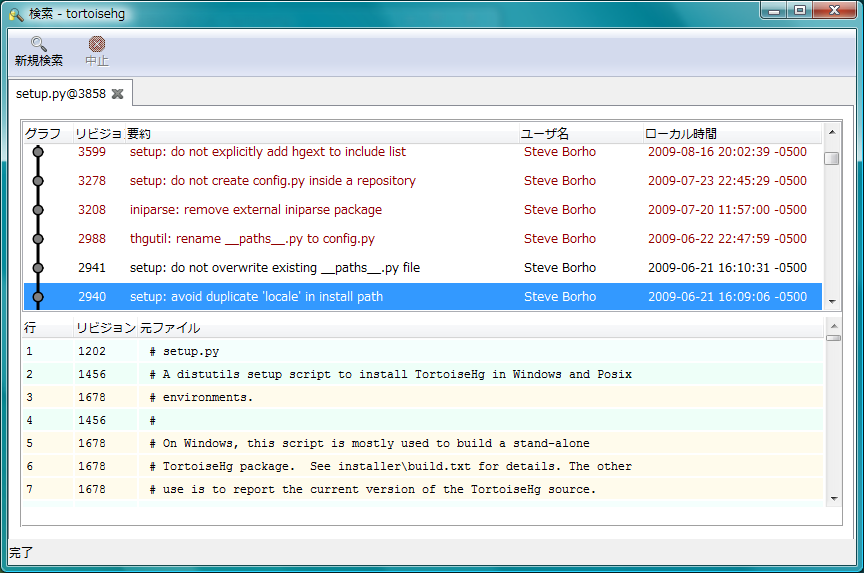 検索 - tortoisehg
新規検索 中止
setup.py@3858
グラフ リビジョ 要約 ユーザ名 ローカル時間
3599 setup: do not explicitly add hgext to include list Steve Borho 2009-08-16 20:02:39 -0500
3278 setup: do not create config.py inside a repository Steve Borho 2009-07-23 22:45:29 -0500
3208 iniparse: remove external iniparse package Steve Borho 2009-07-20 11:57:00 -0500
2988 thgutil: rename __paths__.py to config.py Steve Borho 2009-06-22 22:47:59 -0500
2941 setup: do not overwrite existing __paths__.py file Steve Borho 2009-06-21 16:10:31 -0500
2940 setup: avoid duplicate 'locale' in install path Steve Borho 2009-06-21 16:09:06 -0500
行 リビジョン 元ファイル
1 1202 # setup.py
2 1456 # A distutils setup script to install TortoiseHg in Windows and Posix
3 1678 # environments.
4 1456 #
5 1678 # On Windows, this script is mostly used to build a stand-alone
6 1678 # TortoiseHg package.  See installer\build.txt for details. The other
7 1678 # use is to report the current version of the TortoiseHg source.
完了